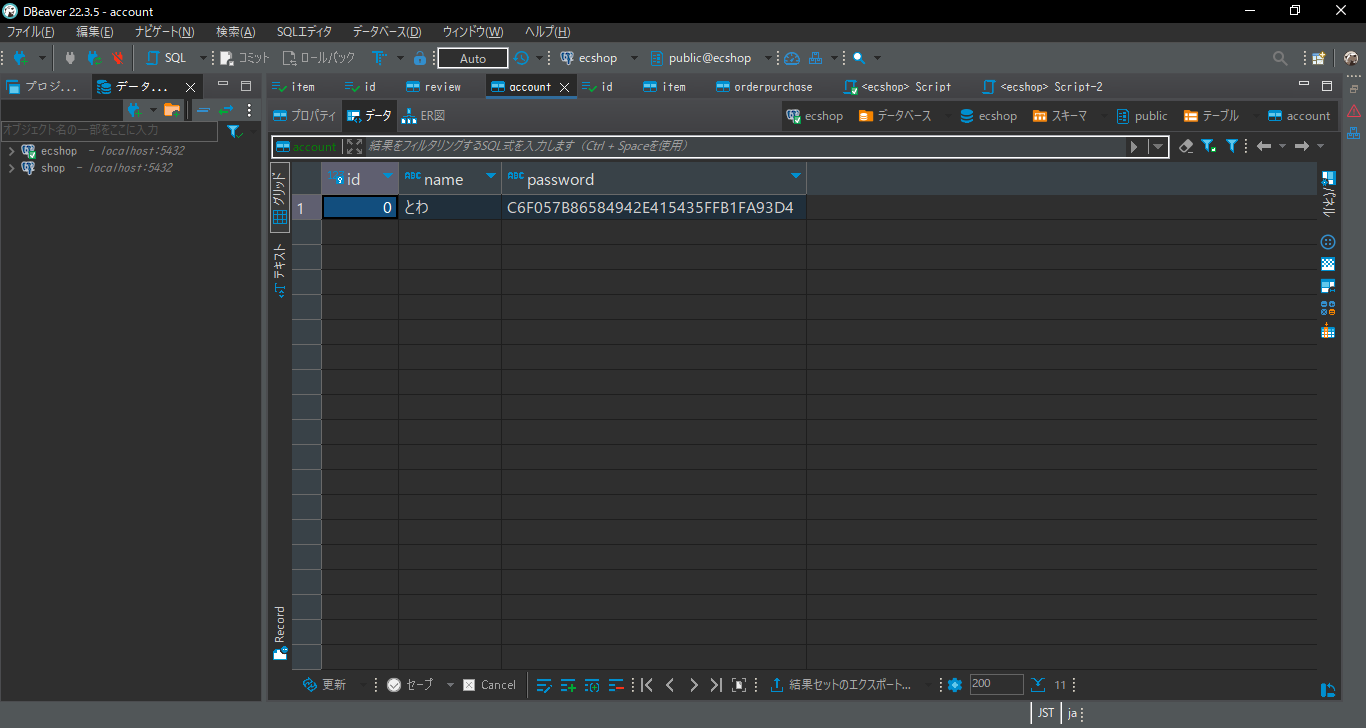 DBeaver 22.3.5 - account
ファイル(F) 編集(E) ナビゲート(N) 検索(A) SQLエディタ データベース(D) ウィンドウ(W) ヘルプ(H)
SQL コミット ロールバック Auto ecshop public@ecshop
プロジ... データ... item id review account id item orderpurchase <ecshop> Script <ecshop> Script-2
プロパティ データ ER図 ecshop データベース ecshop スキーマ public テーブル account
オブジェクト名の一部をここに入力
ecshop - localhost:5432
shop - localhost:5432
account 結果をフィルタリングするSQL式を入力します (Ctrl + Spaceを使用)
グリッド
テキスト
Record
id name password
1 0 とわ C6F057B86584942E415435FFB1FA93D4
パネル
更新 セーブ Cancel 結果セットのエクスポート... 200 11
JST ja